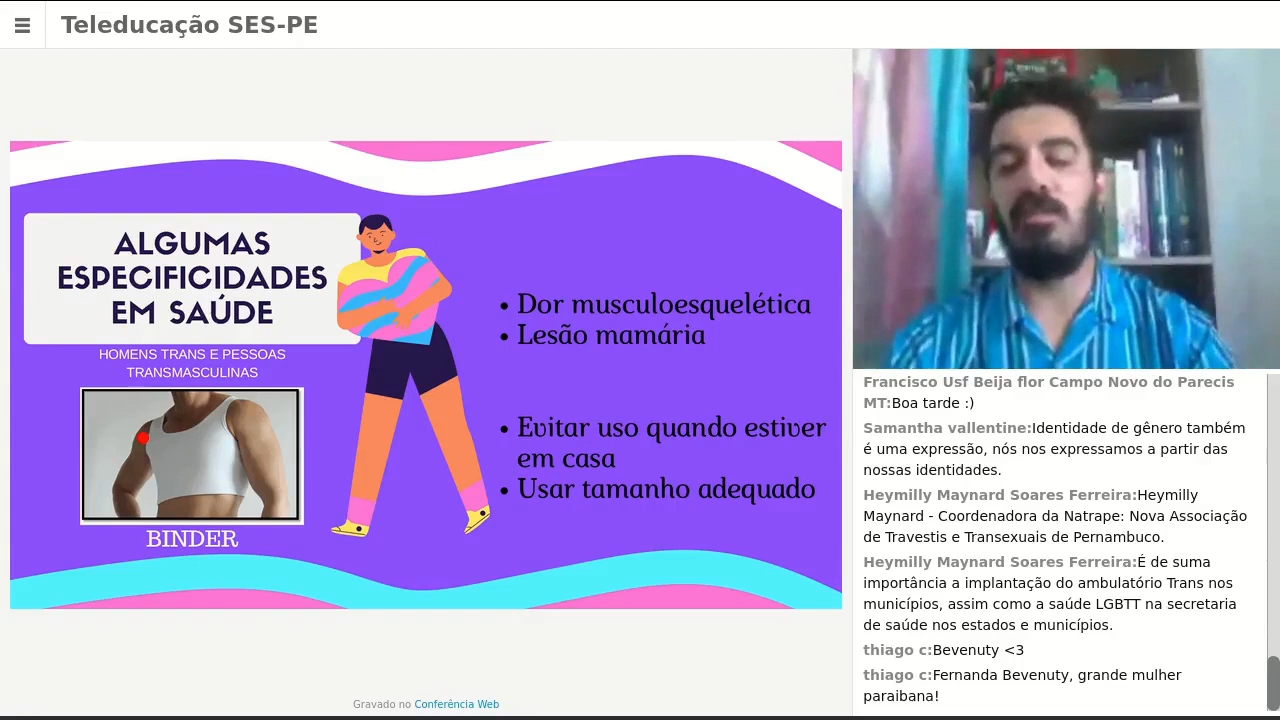 Teleducação SES-PE
ALGUMAS
ESPECIFICIDADES
EM SAÚDE
HOMENS TRANS E PESSOAS
TRANSMASCULINAS
BINDER
• Dor musculoesquelética
• Lesão mamária
• Evitar uso quando estiver
em casa
• Usar tamanho adequado
Gravado no Conferência Web
Francisco Usf Beija flor Campo Novo do Parecis
MT:Boa tarde :)
Samantha vallentine:Identidade de gênero também
é uma expressão, nós nos expressamos a partir das
nossas identidades.
Heymilly Maynard Soares Ferreira:Heymilly
Maynard - Coordenadora da Natrape: Nova Associação
de Travestis e Transexuais de Pernambuco.
Heymilly Maynard Soares Ferreira:É de suma
importância a implantação do ambulatório Trans nos
municípios, assim como a saúde LGBTT na secretaria
de saúde nos estados e municípios.
thiago c:Bevenuty <3
thiago c:Fernanda Bevenuty, grande mulher
paraibana!